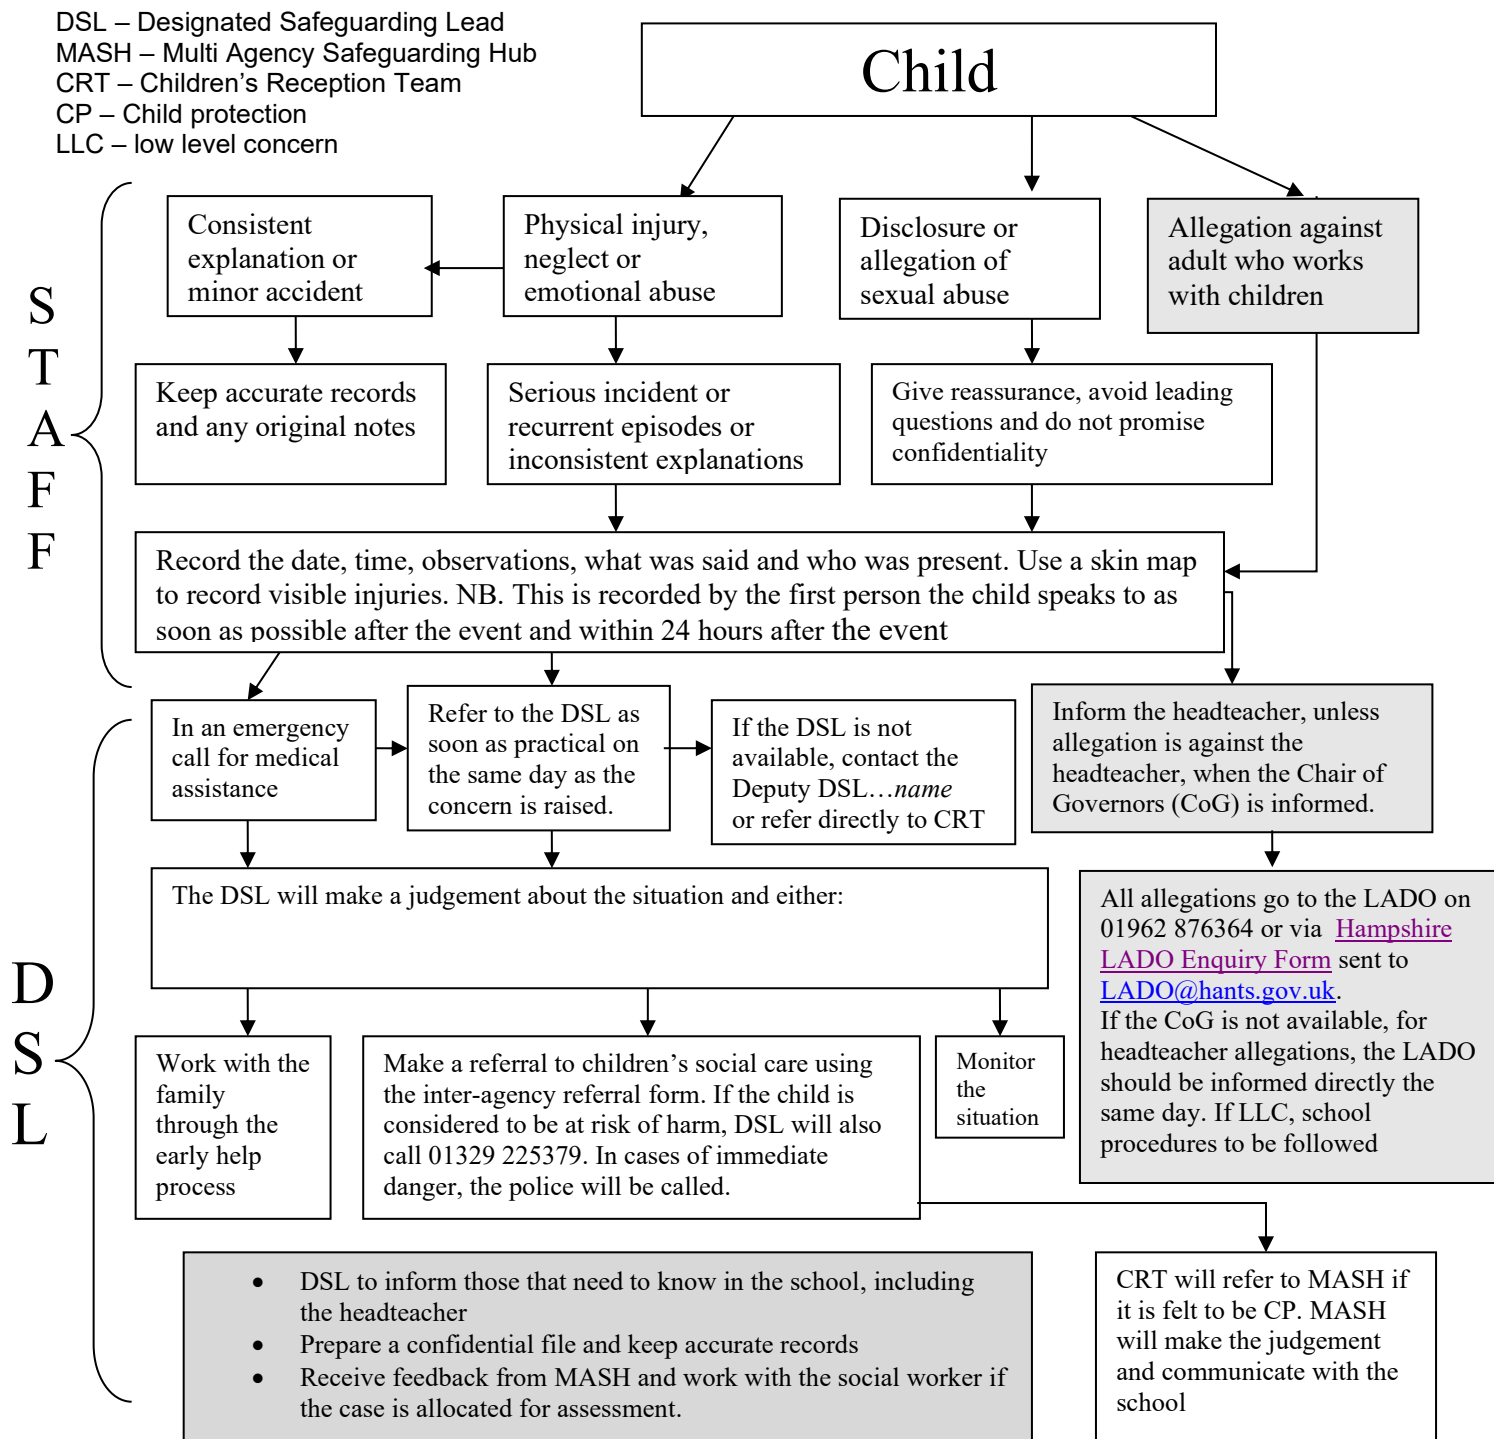 DSL – Designated Safeguarding Lead
MASH – Multi Agency Safeguarding Hub
CRT – Children's Reception Team
CP – Child protection
LLC – low level concern
Child
S
T
A
F
F
Consistent
explanation or
minor accident
Physical injury,
neglect or
emotional abuse
Disclosure or
allegation of
sexual abuse
Allegation against
adult who works
with children
Keep accurate records
and any original notes
Serious incident or
recurrent episodes or
inconsistent explanations
Give reassurance, avoid leading
questions and do not promise
confidentiality
Record the date, time, observations, what was said and who was present. Use a skin map
to record visible injuries. NB. This is recorded by the first person the child speaks to as
soon as possible after the event and within 24 hours after the event
D
S
L
In an emergency
call for medical
assistance
Refer to the DSL as
soon as practical on
the same day as the
concern is raised.
If the DSL is not
available, contact the
Deputy DSL…name
or refer directly to CRT
Inform the headteacher, unless
allegation is against the
headteacher, when the Chair of
Governors (CoG) is informed.
The DSL will make a judgement about the situation and either:
All allegations go to the LADO on
01962 876364 or via Hampshire
LADO Enquiry Form sent to
LADO@hants.gov.uk.
If the CoG is not available, for
headteacher allegations, the LADO
should be informed directly the
same day. If LLC, school
procedures to be followed
Work with the
family
through the
early help
process
Make a referral to children's social care using
the inter-agency referral form. If the child is
considered to be at risk of harm, DSL will also
call 01329 225379. In cases of immediate
danger, the police will be called.
Monitor
the
situation
• DSL to inform those that need to know in the school, including
the headteacher
• Prepare a confidential file and keep accurate records
• Receive feedback from MASH and work with the social worker if
the case is allocated for assessment.
CRT will refer to MASH if
it is felt to be CP. MASH
will make the judgement
and communicate with the
school